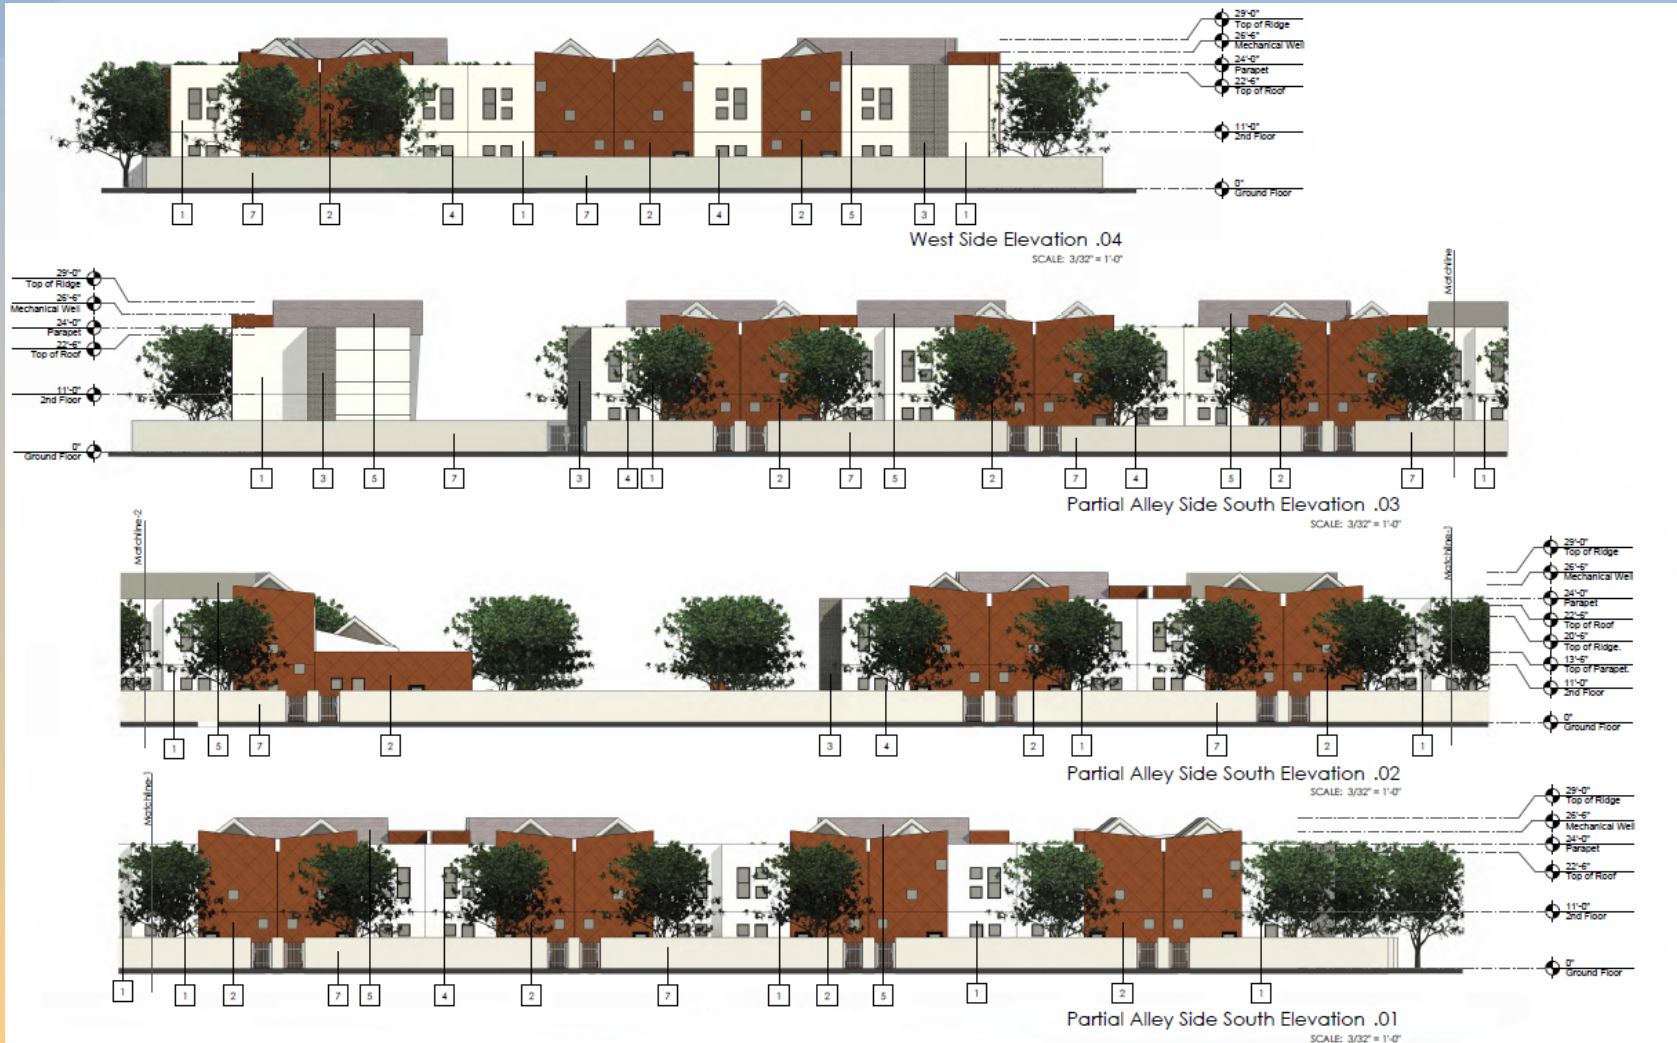 29'-0"
Top of Ridge
26'-6"
Mechanical Well
24'-0"
Parapet
22'-6"
Top of Roof
11'-0"
2nd Floor
0"
Ground Floor
1 7 2 4 1 7 2 4 2 5 3 1
West Side Elevation .04
SCALE: 3/32" = 1'-0"
Matchline
29'-0"
Top of Ridge
26'-6"
Mechanical Well
24'-0"
Parapet
22'-6"
Top of Roof
11'-0"
2nd Floor
0"
Ground Floor
1 3 5 7 3 4 1 2 7 5 2 7 4 5 2 7 1
Partial Alley Side South Elevation .03
SCALE: 3/32" = 1'-0"
Matchline-2
Matchline-1
29'-0"
Top of Ridge
26'-6"
Mechanical Well
24'-0"
Parapet
22'-6"
Top of Roof
20'-6"
Top of Ridge.
13'-6"
Top of Parapet.
11'-0"
2nd Floor
0"
Ground Floor
1 5 7 2 3 4 2 1 7 2 1
Partial Alley Side South Elevation .02
SCALE: 3/32" = 1'-0"
Matchline-1
29'-0"
Top of Ridge
26'-6"
Mechanical Well
24'-0"
Parapet
22'-6"
Top of Roof
11'-0"
2nd Floor
0"
Ground Floor
1 1 2 7 5 4 2 7 1 2 5 1 2 1
Partial Alley Side South Elevation .01
SCALE: 3/32" = 1'-0"